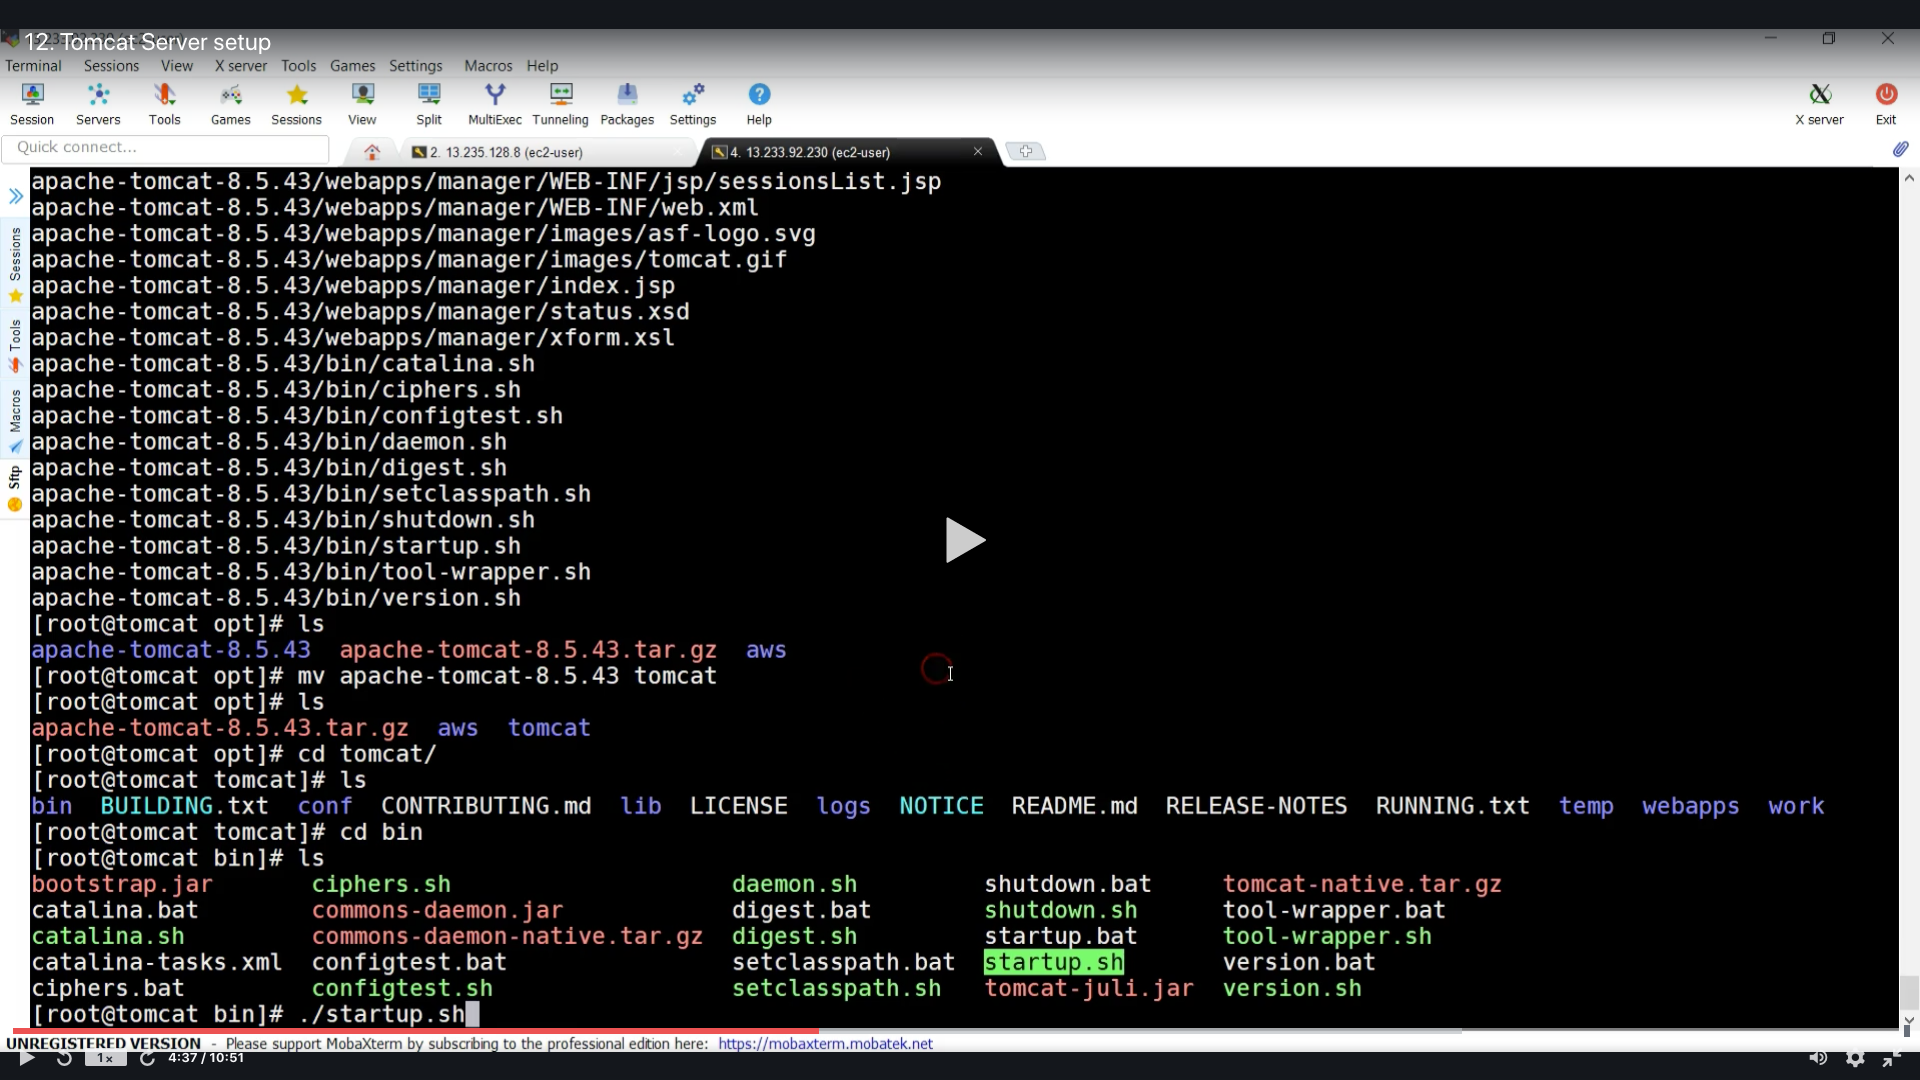 12. Tomcat Server setup
Terminal Sessions View X server Tools Games Settings Macros Help
Session Servers Tools Games Sessions View Split MultiExec Tunneling Packages Settings Help X server Exit
Quick connect... 2. 13.235.128.8 (ec2-user) 4. 13.233.92.230 (ec2-user)
Sessions
Tools
Macros
Sftp
apache-tomcat-8.5.43/webapps/manager/WEB-INF/jsp/sessionsList.jsp
apache-tomcat-8.5.43/webapps/manager/WEB-INF/web.xml
apache-tomcat-8.5.43/webapps/manager/images/asf-logo.svg
apache-tomcat-8.5.43/webapps/manager/images/tomcat.gif
apache-tomcat-8.5.43/webapps/manager/index.jsp
apache-tomcat-8.5.43/webapps/manager/status.xsd
apache-tomcat-8.5.43/webapps/manager/xform.xsl
apache-tomcat-8.5.43/bin/catalina.sh
apache-tomcat-8.5.43/bin/ciphers.sh
apache-tomcat-8.5.43/bin/configtest.sh
apache-tomcat-8.5.43/bin/daemon.sh
apache-tomcat-8.5.43/bin/digest.sh
apache-tomcat-8.5.43/bin/setclasspath.sh
apache-tomcat-8.5.43/bin/shutdown.sh
apache-tomcat-8.5.43/bin/startup.sh
apache-tomcat-8.5.43/bin/tool-wrapper.sh
apache-tomcat-8.5.43/bin/version.sh
[root@tomcat opt]# ls
apache-tomcat-8.5.43 apache-tomcat-8.5.43.tar.gz aws
[root@tomcat opt]# mv apache-tomcat-8.5.43 tomcat
[root@tomcat opt]# ls
apache-tomcat-8.5.43.tar.gz aws tomcat
[root@tomcat opt]# cd tomcat/
[root@tomcat tomcat]# ls
bin BUILDING.txt conf CONTRIBUTING.md lib LICENSE logs NOTICE README.md RELEASE-NOTES RUNNING.txt temp webapps work
[root@tomcat tomcat]# cd bin
[root@tomcat bin]# ls
bootstrap.jar ciphers.sh daemon.sh shutdown.bat tomcat-native.tar.gz
catalina.bat commons-daemon.jar digest.bat shutdown.sh tool-wrapper.bat
catalina.sh commons-daemon-native.tar.gz digest.sh startup.bat tool-wrapper.sh
catalina-tasks.xml configtest.bat setclasspath.bat startup.sh version.bat
ciphers.bat configtest.sh setclasspath.sh tomcat-juli.jar version.sh
[root@tomcat bin]# ./startup.sh
UNREGISTERED VERSION - Please support MobaXterm by subscribing to the professional edition here: https://mobaxterm.mobatek.net
1x 4:37 / 10:51